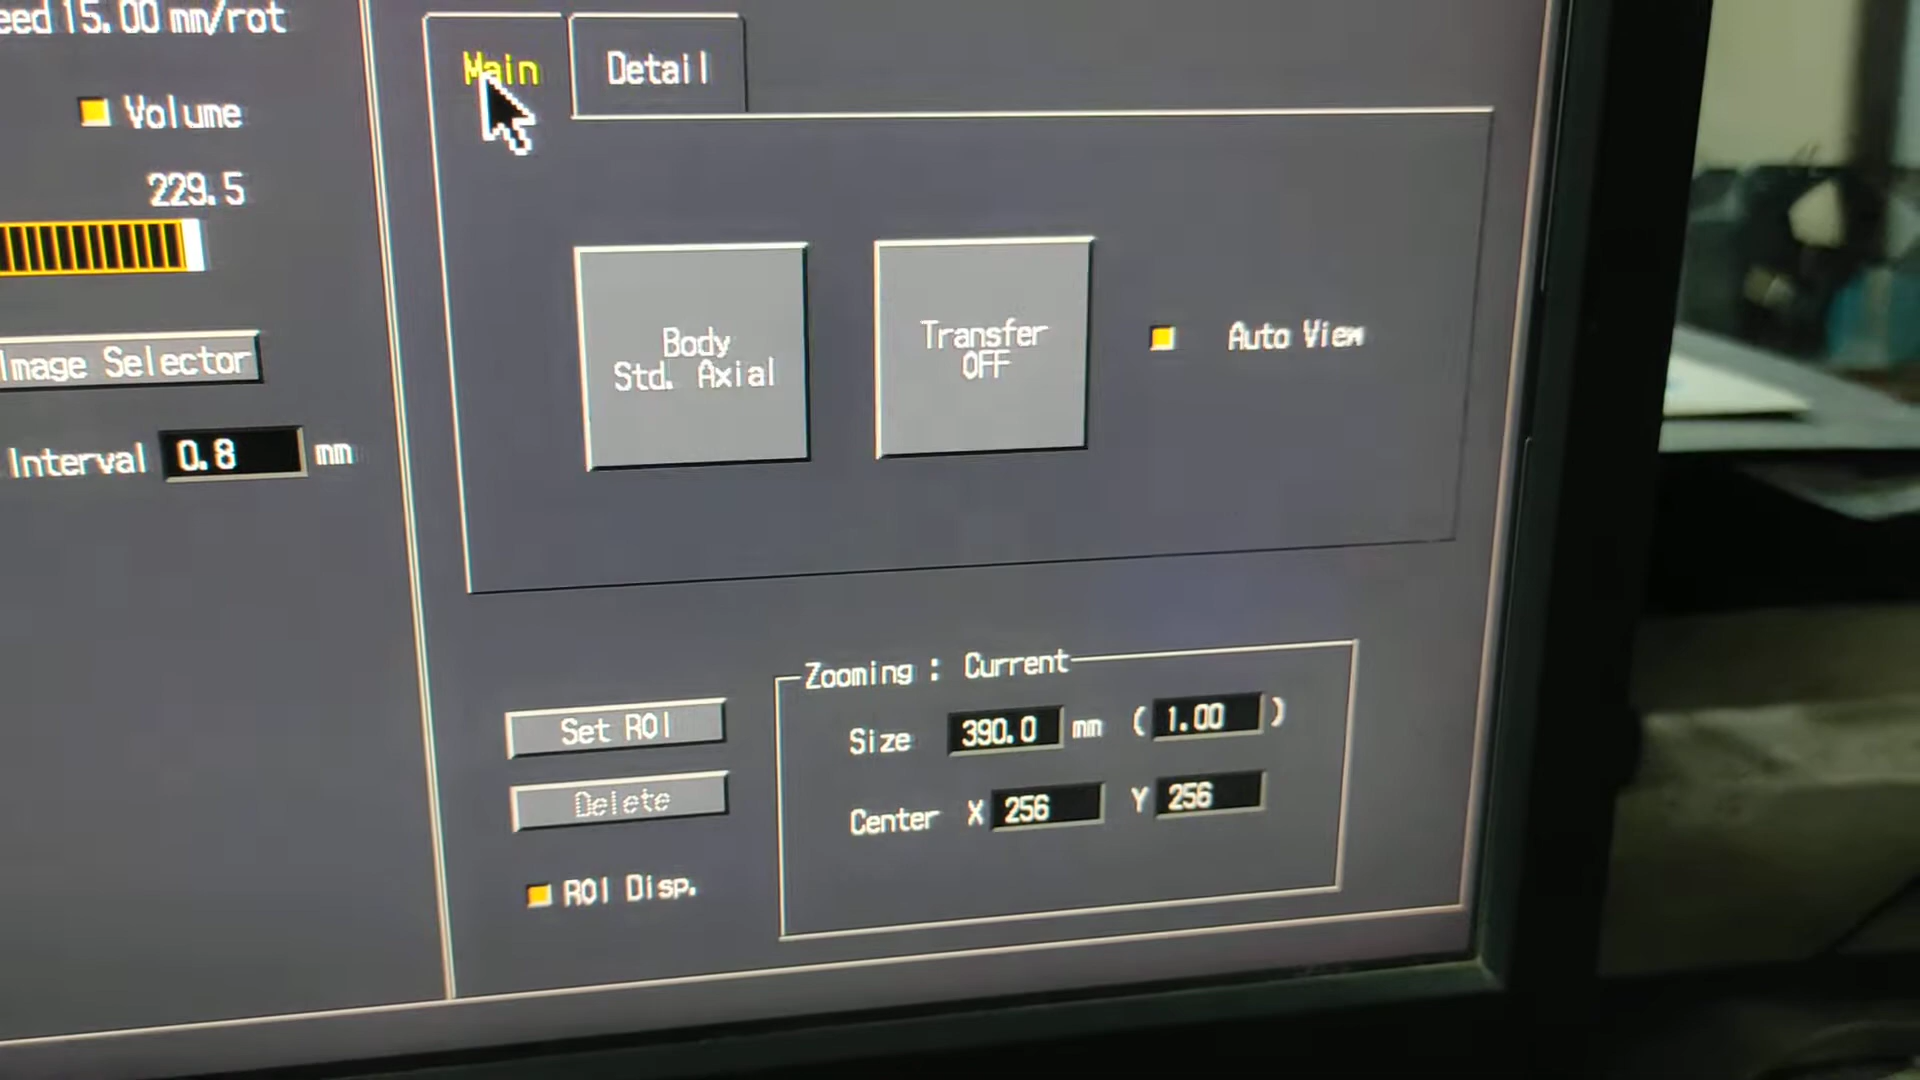 15.00 mm/rot
Main
Detail
Volume
229.5
Body
Std. Axial
Transfer
OFF
Auto View
Image Selector
Interval 0.8 mm
Zooming : Current
Set ROI
Size 390.0 mm ( 1.00 )
Delete
Center X 256 Y 256
ROI Disp.